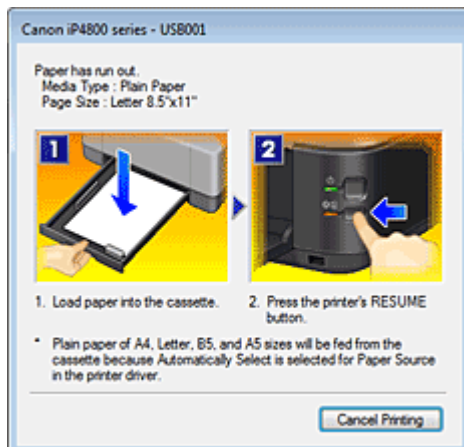 Canon iP4800 series - USB001
Paper has run out.
Media Type : Plain Paper
Page Size : Letter 8.5"x11"
1
2
1. Load paper into the cassette.
2. Press the printer's RESUME
button.
* Plain paper of A4, Letter, B5, and A5 sizes will be fed from the
cassette because Automatically Select is selected for Paper Source
in the printer driver.
Cancel Printing